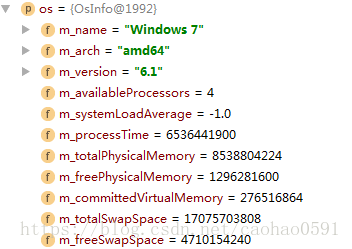 os = {OsInfo@1992}
m_name = "Windows 7"
m_arch = "amd64"
m_version = "6.1"
m_availableProcessors = 4
m_systemLoadAverage = -1.0
m_processTime = 6536441900
m_totalPhysicalMemory = 8538804224
m_freePhysicalMemory = 1296281600
m_committedVirtualMemory = 276516864
m_totalSwapSpace = 17075703808
https://blog.csdn.net/caohao0591
m_freeSwapSpace = 4710154240